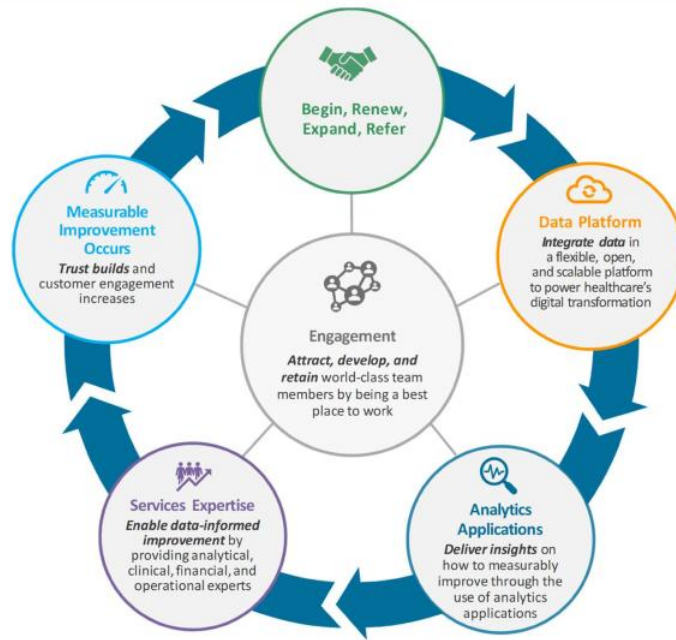 Begin, Renew,
Expand, Refer
Data Platform
Integrate data in
a flexible, open,
and scalable platform
to power healthcare's
digital transformation
Analytics
Applications
Deliver insights on
how to measurably
improve through the
use of analytics
applications
Services Expertise
Enable data-informed
improvement by
providing analytical,
clinical, financial, and
operational experts
Measurable
Improvement
Occurs
Trust builds and
customer engagement
increases
Engagement
Attract, develop, and
retain world-class team
members by being a best
place to work